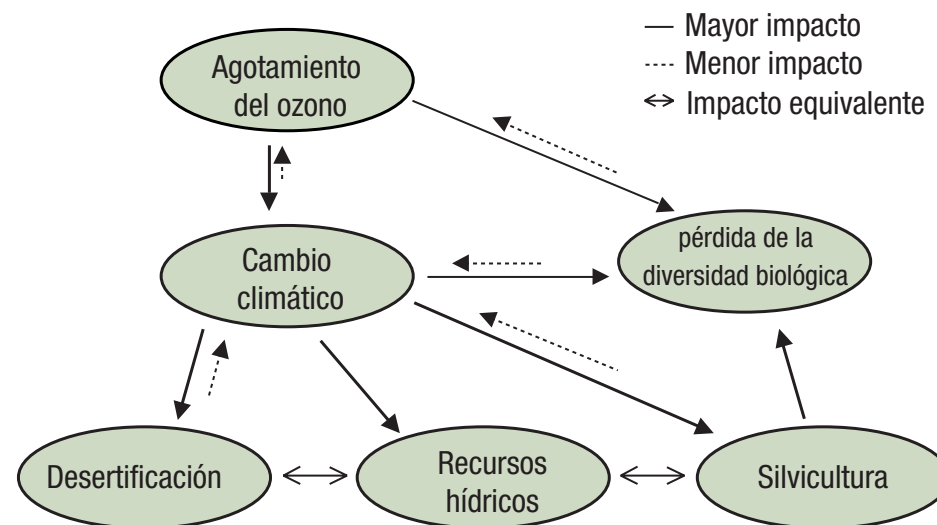 Agotamiento
del ozono
Mayor impacto
Menor impacto
Impacto equivalente
Cambio
climático
pérdida de la
diversidad biológica
Desertificación
Recursos
hídricos
Silvicultura